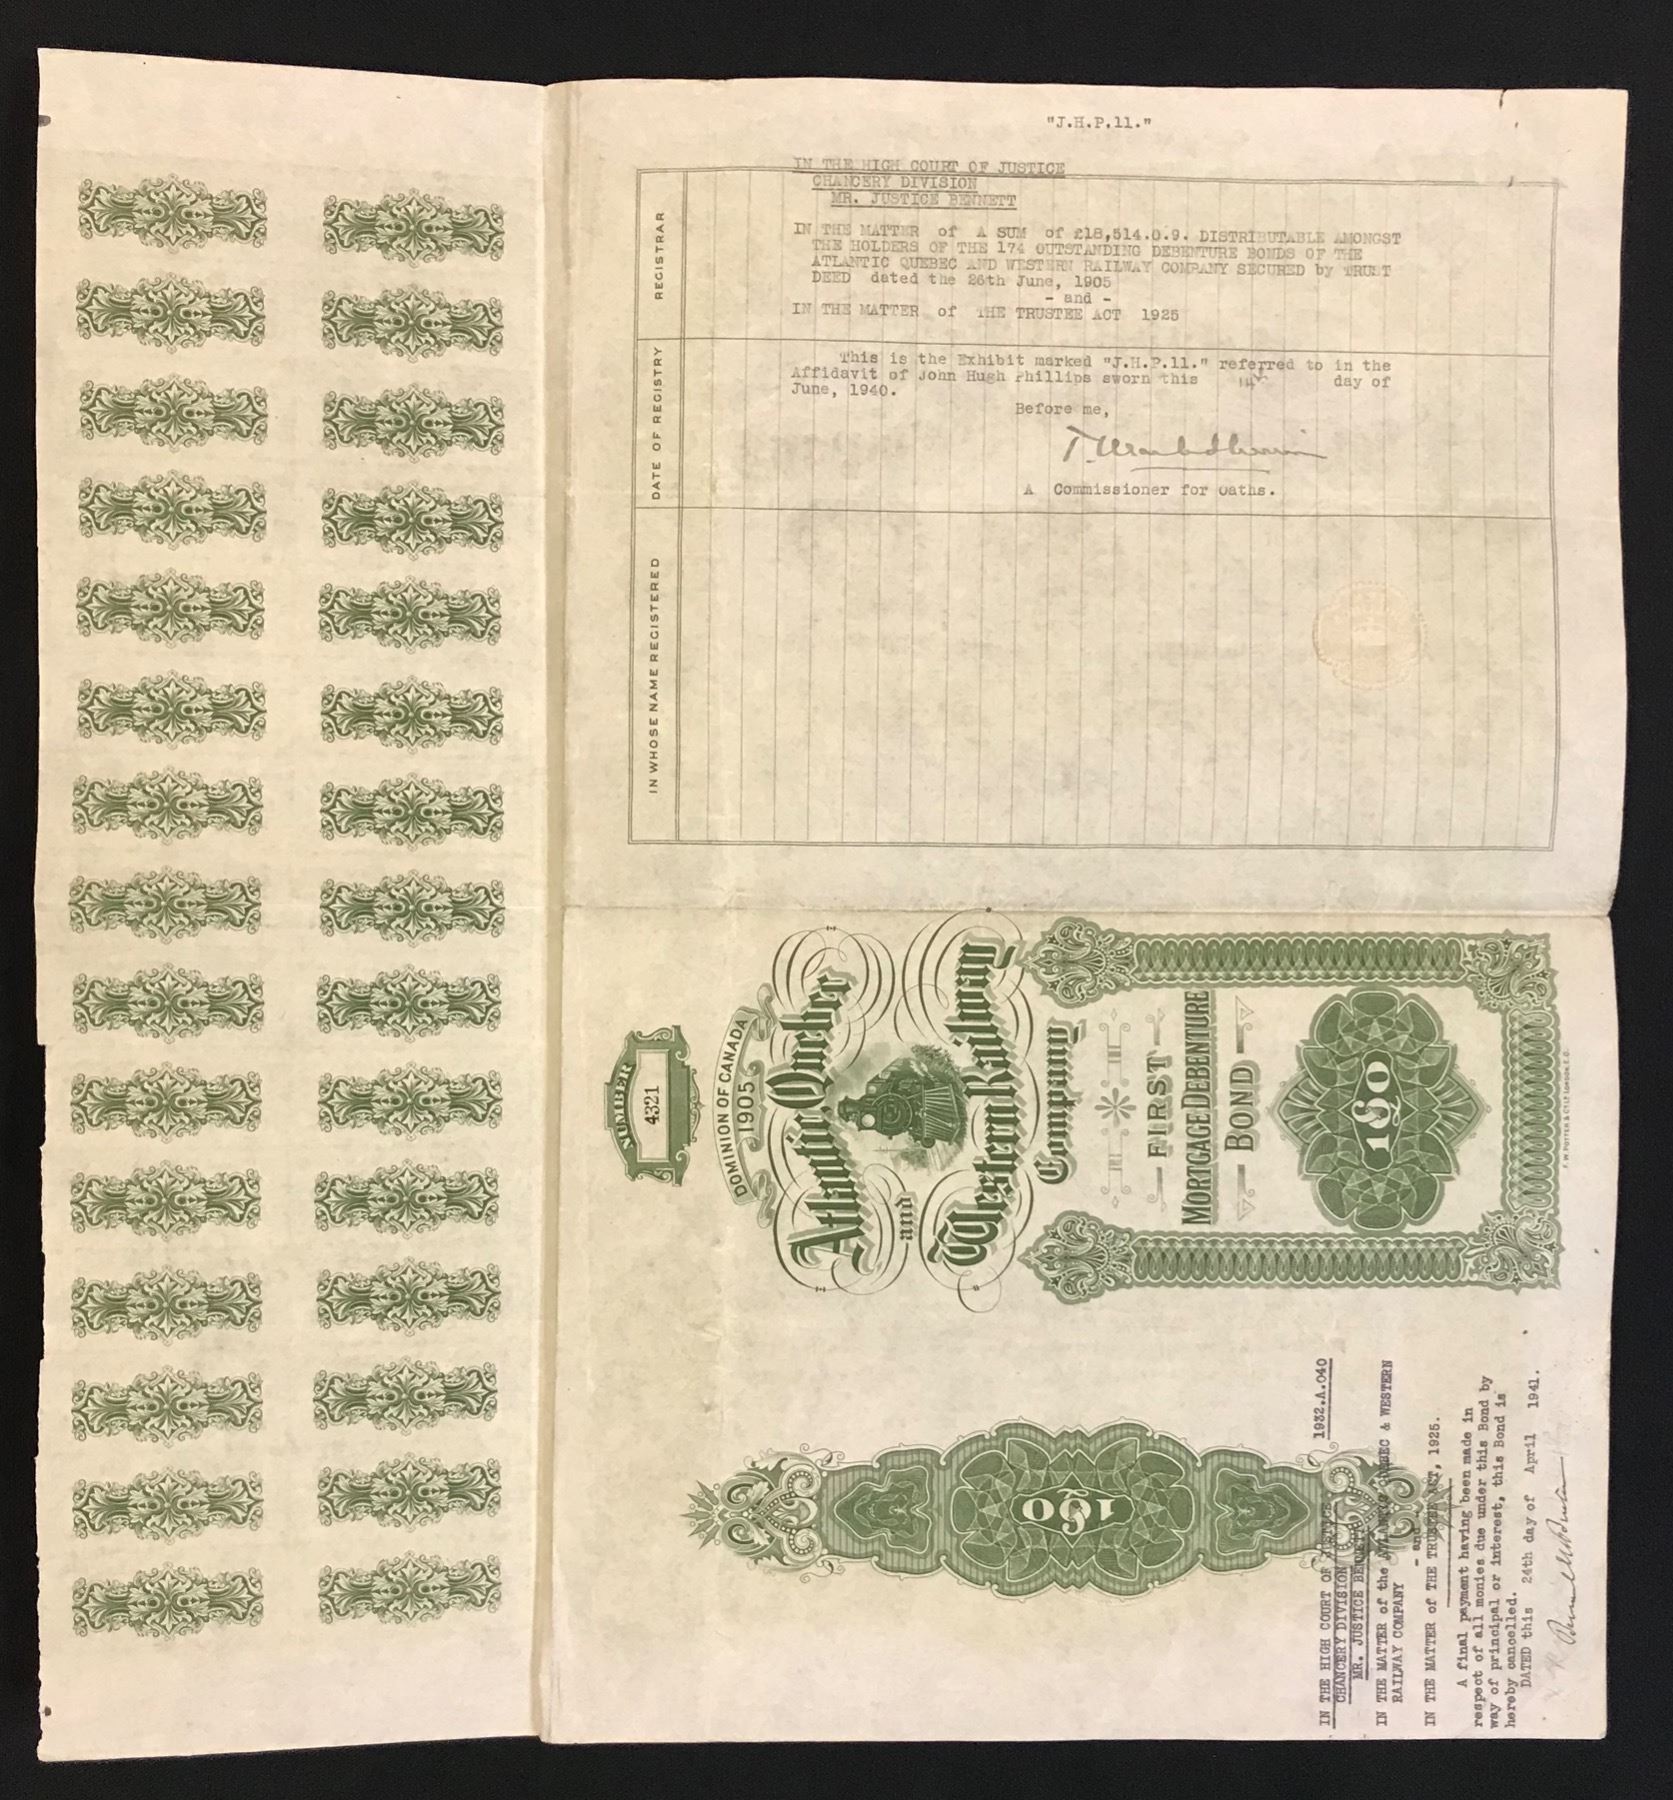 "J.H.P.11."
IN THE HIGH COURT OF JUSTICE
CHANCERY DIVISION
MR. JUSTICE BENNETT
IN THE MATTER of A SUM of £18,514.0.9. DISTRIBUTABLE AMONGST
THE HOLDERS OF THE 174 OUTSTANDING DEBENTURE BONDS OF THE
ATLANTIC QUEBEC AND WESTERN RAILWAY COMPANY SECURED by TRUST
DEED dated the 26th June, 1905
- and -
IN THE MATTER of THE TRUSTEE ACT 1925
This is the Exhibit marked "J.H.P.11." referred to in the
Affidavit of John Hugh Phillips sworn this 14th day of
June, 1940.
Before me,
A Commissioner for Oaths.
IN WHOSE NAME REGISTERED
DATE OF REGISTRY
REGISTRAR
NUMBER
4321
DOMINION OF CANADA
1905
Atlantic, Quebec
and
Western Railway
Company
FIRST
MORTGAGE DEBENTURE
BOND
£100
F. W. POTTER & CO. LD LONDON, E.C.
£100
IN THE HIGH COURT OF JUSTICE 1932.A.040
CHANCERY DIVISION
MR. JUSTICE BENNETT
IN THE MATTER of the ATLANTIC QUEBEC & WESTERN
RAILWAY COMPANY
- and -
IN THE MATTER OF THE TRUSTEE ACT, 1925.
A final payment having been made in
respect of all monies due under this Bond by
way of principal or interest, this Bond is
hereby cancelled.
DATED this 24th day of April 1941.